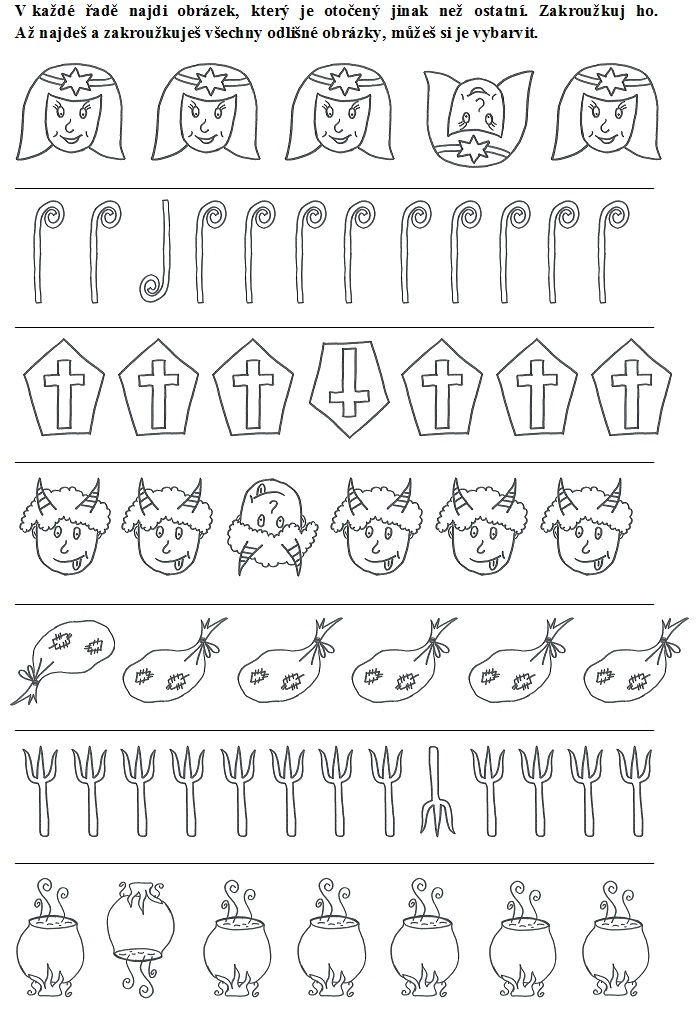 V každé řadě najdi obrázek, který je otočený jinak než ostatní. Zakroužkuj ho.
Až najdeš a zakroužkuješ všechny odlišné obrázky, můžeš si je vybarvit.